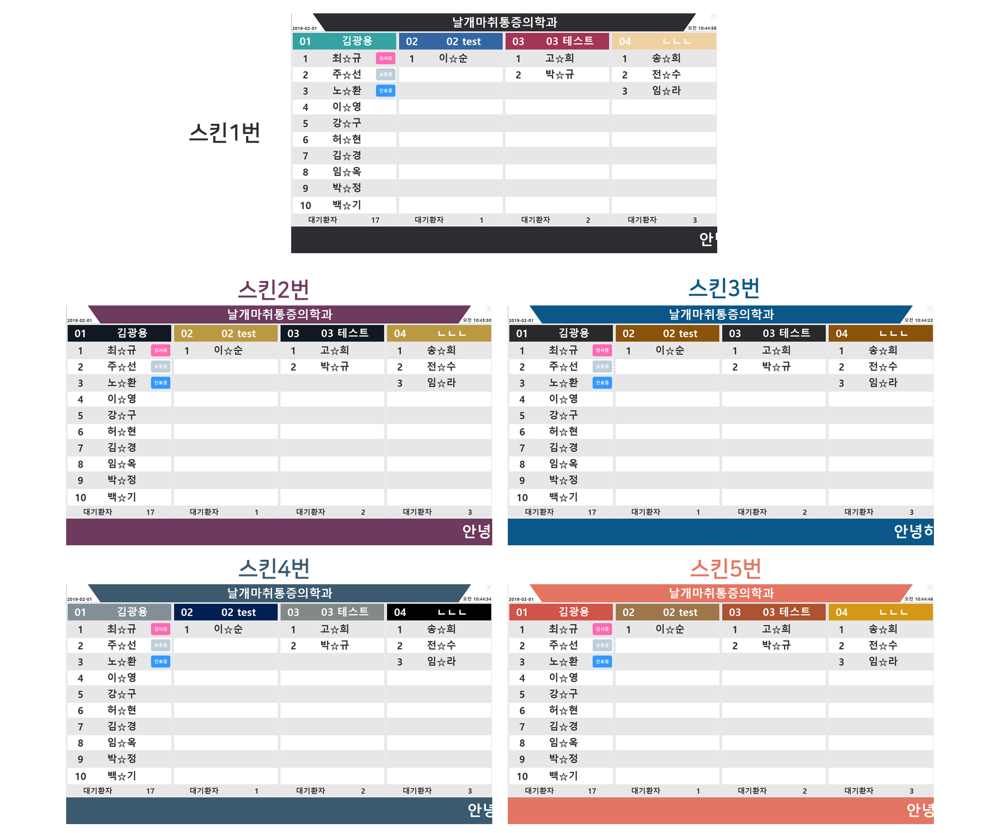 날개마취통증의학과
2019-02-01 오전 10:44:58
01 김광용 02 02 test 03 03 테스트 04 ㄴㄴㄴ
1 최☆규 검사중 1 이☆순 1 고☆희 1 송☆희
2 주☆선 보류중 2 박☆규 2 전☆수
3 노☆환 진료중 3 임☆라
4 이☆영
5 강☆구
스킨1번
6 허☆현
7 김☆경
8 임☆옥
9 박☆정
10 백☆기
대기환자 17 대기환자 1 대기환자 2 대기환자 3
안
스킨2번
날개마취통증의학과
2019-02-01 오전 10:43:30
01 김광용 02 02 test 03 03 테스트 04 ㄴㄴㄴ
1 최☆규 검사중 1 이☆순 1 고☆희 1 송☆희
2 주☆선 보류중 2 박☆규 2 전☆수
3 노☆환 진료중 3 임☆라
4 이☆영
5 강☆구
6 허☆현
7 김☆경
8 임☆옥
9 박☆정
10 백☆기
대기환자 17 대기환자 1 대기환자 2 대기환자 3
안녕
스킨3번
날개마취통증의학과
2019-02-01 오전 10:44:22
01 김광용 02 02 test 03 03 테스트 04 ㄴㄴㄴ
1 최☆규 검사중 1 이☆순 1 고☆희 1 송☆희
2 주☆선 보류중 2 박☆규 2 전☆수
3 노☆환 진료중 3 임☆라
4 이☆영
5 강☆구
6 허☆현
7 김☆경
8 임☆옥
9 박☆정
10 백☆기
대기환자 17 대기환자 1 대기환자 2 대기환자 3
안녕하
스킨4번
날개마취통증의학과
2019-02-01 오전 10:44:34
01 김광용 02 02 test 03 03 테스트 04 ㄴㄴㄴ
1 최☆규 검사중 1 이☆순 1 고☆희 1 송☆희
2 주☆선 보류중 2 박☆규 2 전☆수
3 노☆환 진료중 3 임☆라
4 이☆영
5 강☆구
6 허☆현
7 김☆경
8 임☆옥
9 박☆정
10 백☆기
대기환자 17 대기환자 1 대기환자 2 대기환자 3
안녕
스킨5번
날개마취통증의학과
2019-02-01 오전 10:44:46
01 김광용 02 02 test 03 03 테스트 04 ㄴㄴㄴ
1 최☆규 검사중 1 이☆순 1 고☆희 1 송☆희
2 주☆선 보류중 2 박☆규 2 전☆수
3 노☆환 진료중 3 임☆라
4 이☆영
5 강☆구
6 허☆현
7 김☆경
8 임☆옥
9 박☆정
10 백☆기
대기환자 17 대기환자 1 대기환자 2 대기환자 3
안녕